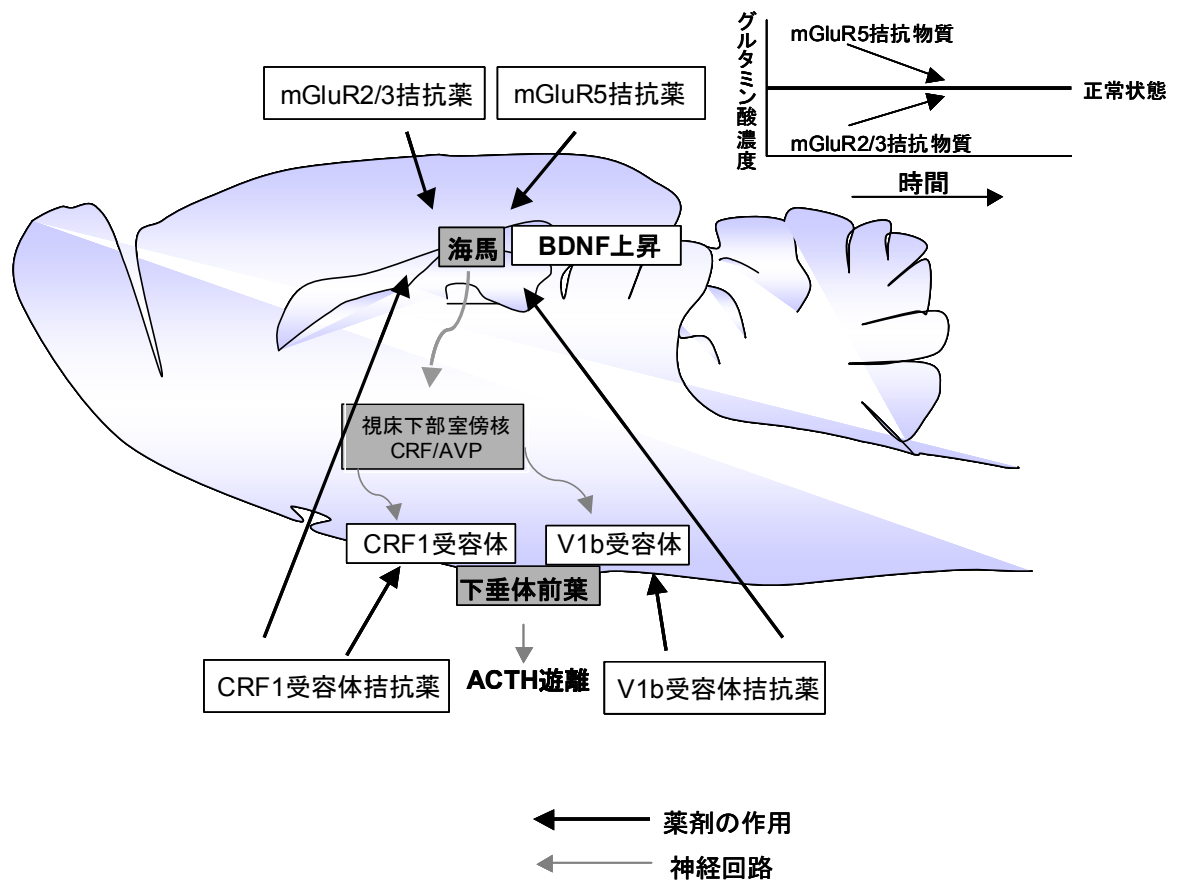 グルタミン酸濃度
mGluR5拮抗物質
正常状態
mGluR2/3拮抗物質
時間
mGluR2/3拮抗薬
mGluR5拮抗薬
海馬
BDNF上昇
視床下部室傍核
CRF/AVP
CRF1受容体
V1b受容体
下垂体前葉
CRF1受容体拮抗薬
ACTH遊離
V1b受容体拮抗薬
薬剤の作用
神経回路